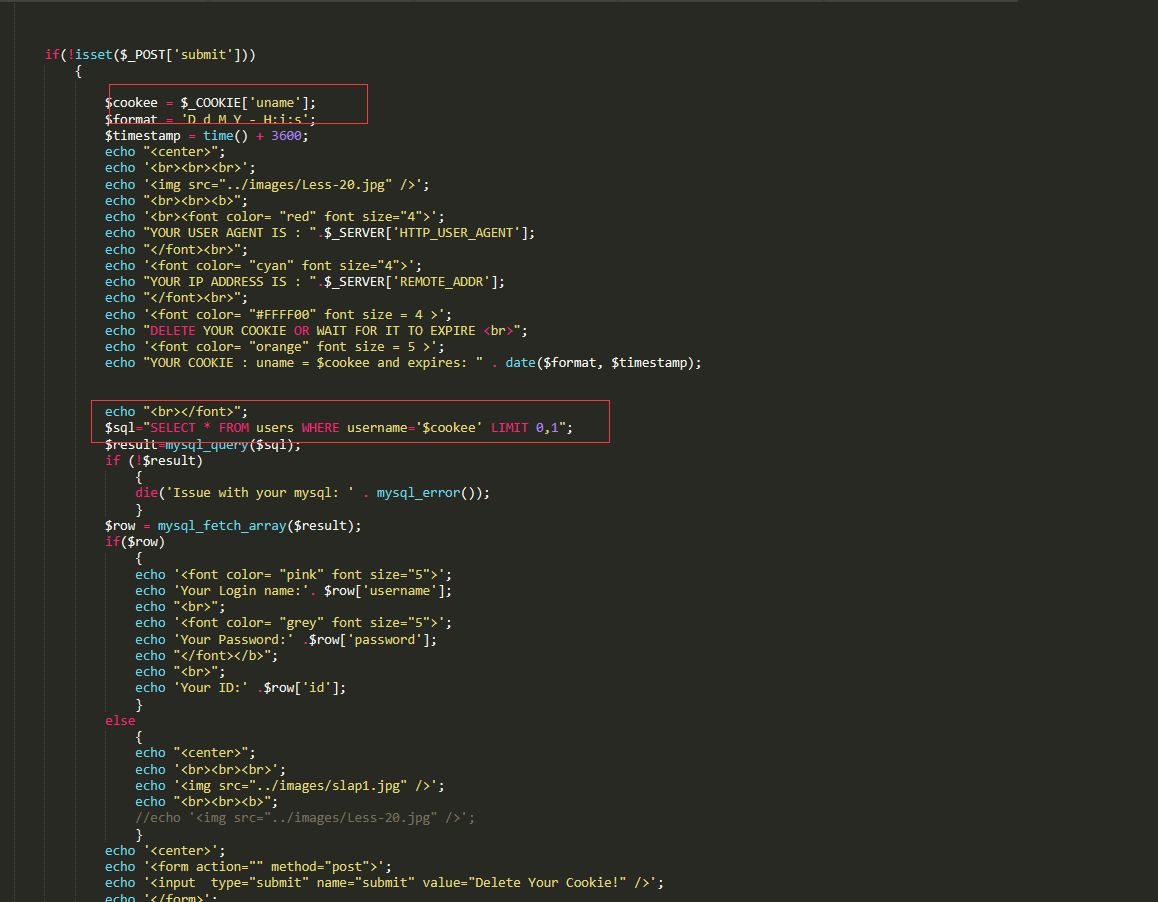 if(!isset($_POST['submit']))
{
$cookee = $_COOKIE['uname'];
$format = 'D d M Y - H:i:s';
$timestamp = time() + 3600;
echo "<center>";
echo '<br><br><br>';
echo '<img src="../images/Less-20.jpg" />';
echo "<br><br><b>";
echo '<br><font color= "red" font size="4">';
echo "YOUR USER AGENT IS : ".$_SERVER['HTTP_USER_AGENT'];
echo "</font><br>";
echo '<font color= "cyan" font size="4">';
echo "YOUR IP ADDRESS IS : ".$_SERVER['REMOTE_ADDR'];
echo "</font><br>";
echo '<font color= "#FFFF00" font size = 4 >';
echo "DELETE YOUR COOKIE OR WAIT FOR IT TO EXPIRE <br>";
echo '<font color= "orange" font size = 5 >';
echo "YOUR COOKIE : uname = $cookee and expires: " . date($format, $timestamp);
echo "<br></font>";
$sql="SELECT * FROM users WHERE username='$cookee' LIMIT 0,1";
$result=mysql_query($sql);
if (!$result)
{
die('Issue with your mysql: ' . mysql_error());
}
$row = mysql_fetch_array($result);
if($row)
{
echo '<font color= "pink" font size="5">';
echo 'Your Login name:'. $row['username'];
echo "<br>";
echo '<font color= "grey" font size="5">';
echo 'Your Password:' .$row['password'];
echo "</font></b>";
echo "<br>";
echo 'Your ID:' .$row['id'];
}
else
{
echo "<center>";
echo '<br><br><br>';
echo '<img src="../images/slap1.jpg" />';
echo "<br><br><b>";
//echo '<img src="../images/Less-20.jpg" />';
}
echo '<center>';
echo '<form action="" method="post">';
echo '<input  type="submit" name="submit" value="Delete Your Cookie!" />';
echo '</form>';